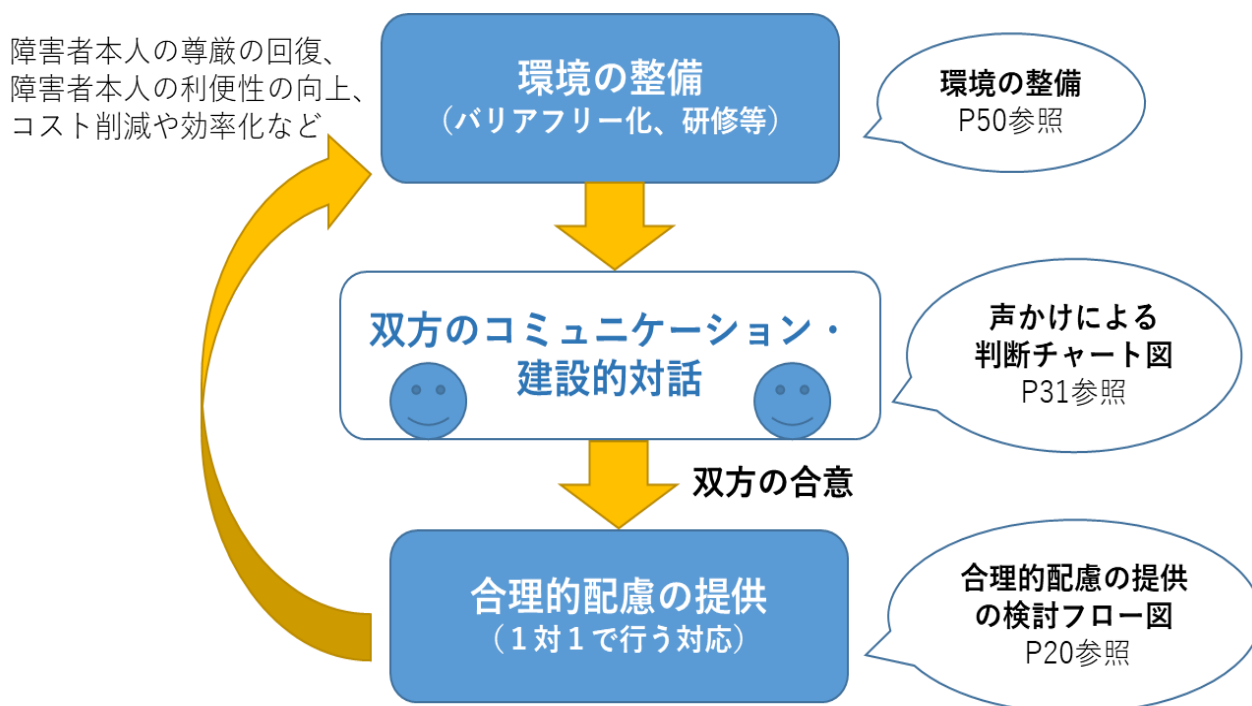 障害者本人の尊厳の回復、
障害者本人の利便性の向上、
コスト削減や効率化など
環境の整備
（バリアフリー化、研修等）
環境の整備
P50参照
双方のコミュニケーション・
建設的対話
声かけによる
判断チャート図
P31参照
双方の合意
合理的配慮の提供
（１対１で行う対応）
合理的配慮の提供
の検討フロー図
P20参照